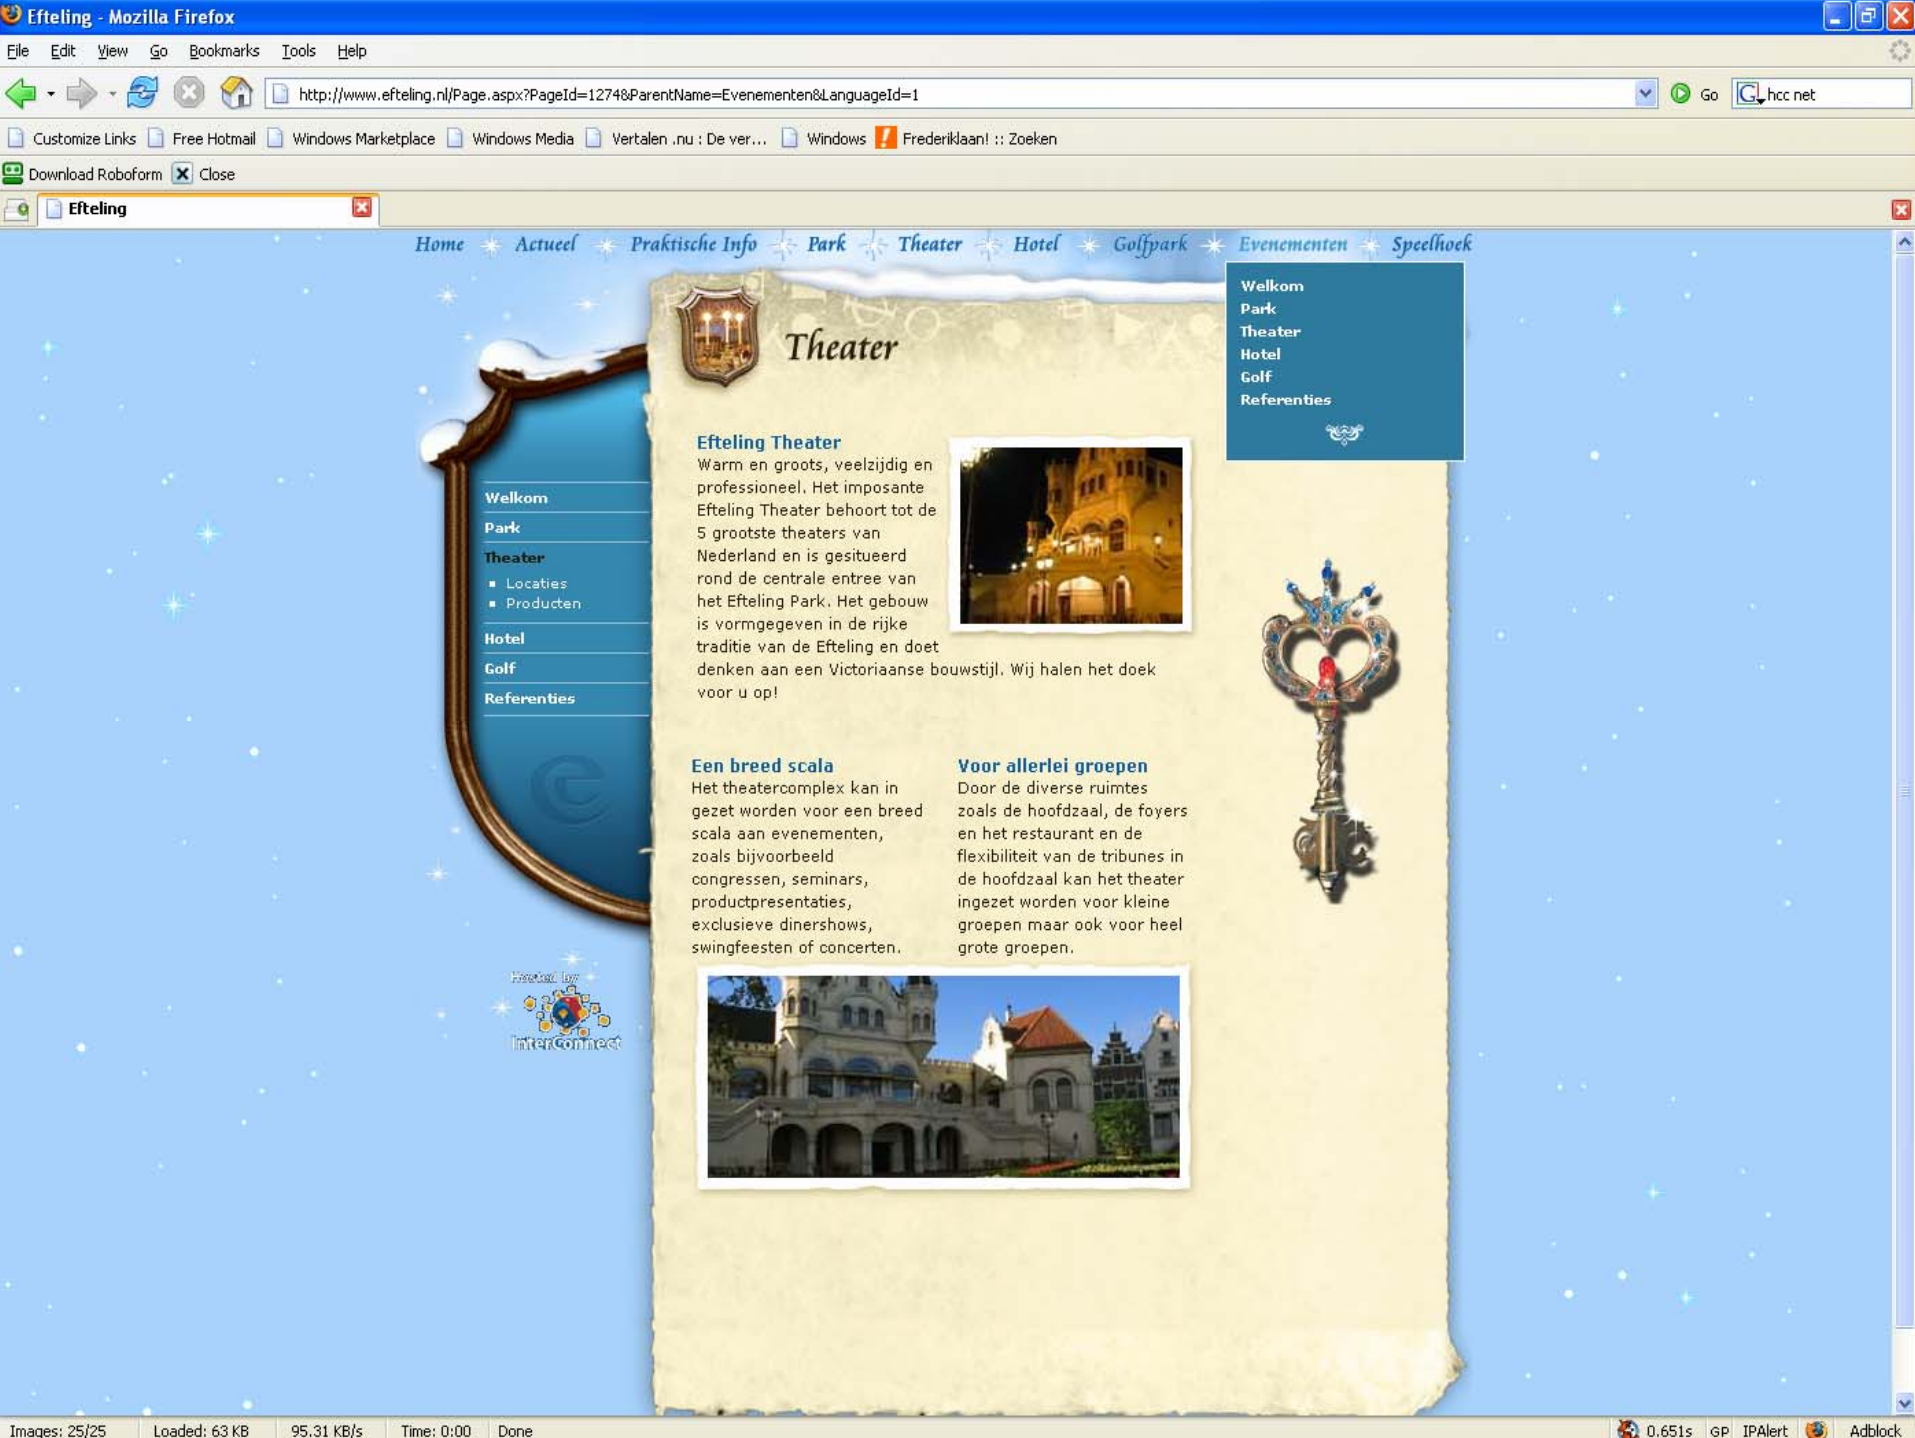 Efteling - Mozilla Firefox
File Edit View Go Bookmarks Tools Help
http://www.efteling.nl/Page.aspx?PageId=1274&ParentName=Evenementen&LanguageId=1 Go G hcc net
Customize Links Free Hotmail Windows Marketplace Windows Media Vertalen .nu : De ver... Windows Frederiklaan! :: Zoeken
Download Roboform Close
Efteling
Home Actueel Praktische Info Park Theater Hotel Golfpark Evenementen Speelhoek
Welkom
Park
Theater
Hotel
Golf
Referenties
Theater
Welkom
Park
Theater
Locaties
Producten
Hotel
Golf
Referenties
e
Hosted by
InterConnect
Efteling Theater
Warm en groots, veelzijdig en
professioneel. Het imposante
Efteling Theater behoort tot de
5 grootste theaters van
Nederland en is gesitueerd
rond de centrale entree van
het Efteling Park. Het gebouw
is vormgegeven in de rijke
traditie van de Efteling en doet
denken aan een Victoriaanse bouwstijl. Wij halen het doek
voor u op!
Een breed scala
Het theatercomplex kan in
gezet worden voor een breed
scala aan evenementen,
zoals bijvoorbeeld
congressen, seminars,
productpresentaties,
exclusieve dinershows,
swingfeesten of concerten.
Voor allerlei groepen
Door de diverse ruimtes
zoals de hoofdzaal, de foyers
en het restaurant en de
flexibiliteit van de tribunes in
de hoofdzaal kan het theater
ingezet worden voor kleine
groepen maar ook voor heel
grote groepen.
Images: 25/25 Loaded: 63 KB 95.31 KB/s Time: 0:00 Done 0.651s GP IPAlert Adblock